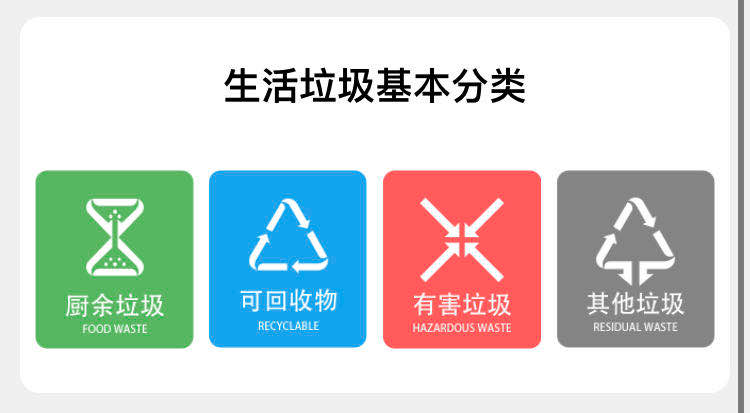 生活垃圾基本分类
厨余垃圾
FOOD WASTE
可回收物
RECYCLABLE
有害垃圾
HAZARDOUS WASTE
其他垃圾
RESIDUAL WASTE